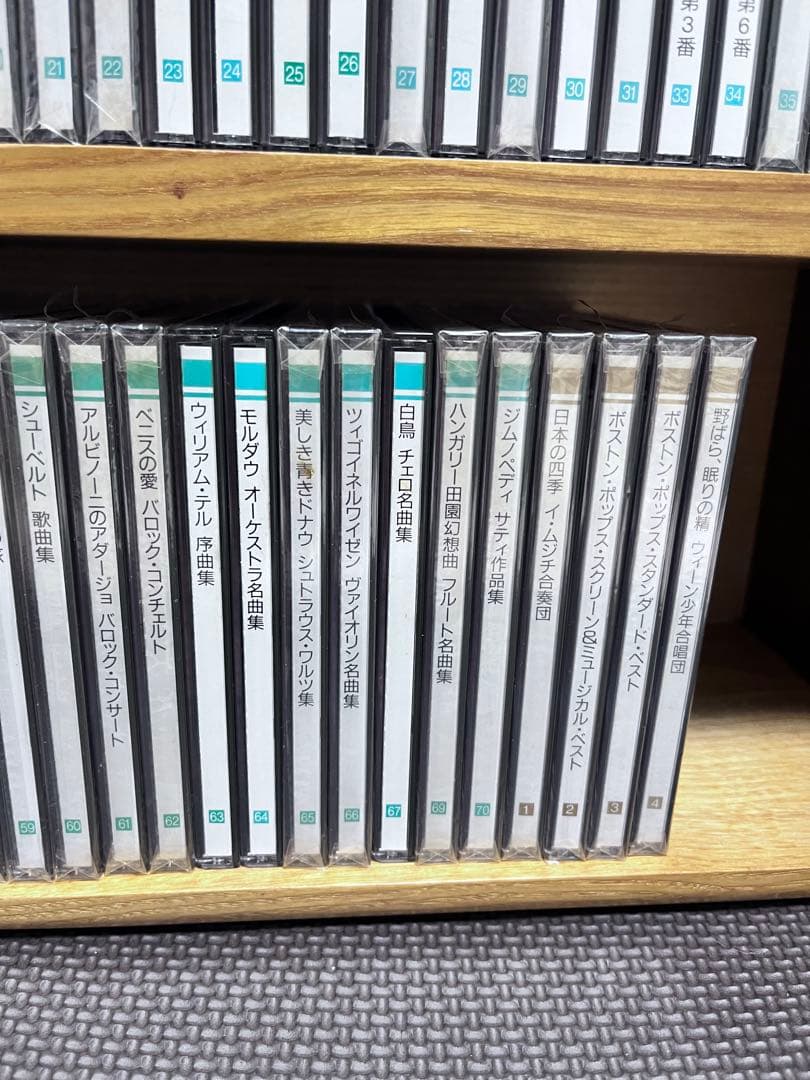 21
22
23
24
25
26
27
28
29
30
31
第3番
33
第6番
34
35
59
シューベルト 歌曲集
60
アルビノーニのアダージョ バロック・コンサート
61
ベニスの愛 バロック・コンチェルト
62
ウィリアム・テル 序曲集
63
モルダウ オーケストラ名曲集
64
美しき青きドナウ シュトラウス・ワルツ集
65
ツィゴイネルワイゼン ヴァイオリン名曲集
66
白鳥 チェロ名曲集
67
ハンガリー田園幻想曲 フルート名曲集
69
ジムノペディ サティ作品集
70
日本の四季 イ・ムジチ合奏団
1
ボストン・ポップス・スクリーン&ミュージカル・ベスト
2
ボストン・ポップス・スタンダード・ベスト
3
野ばら、眠りの精 ウィーン少年合唱団
4